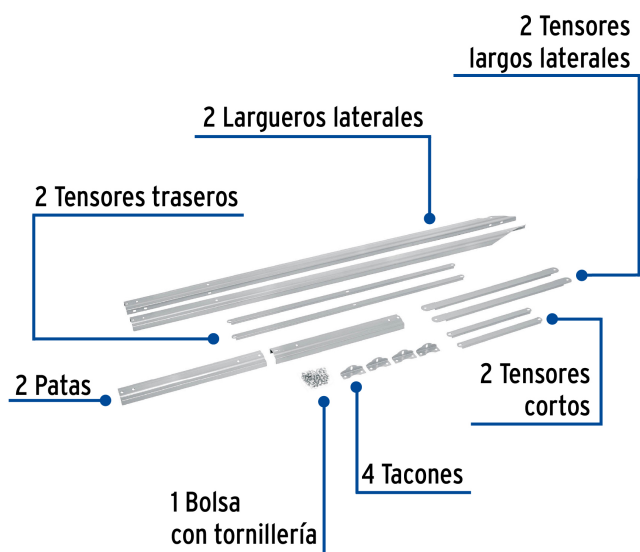 2 Tensores
largos laterales
2 Largueros laterales
2 Tensores traseros
2 Patas
2 Tensores
cortos
4 Tacones
1 Bolsa
con tornillería